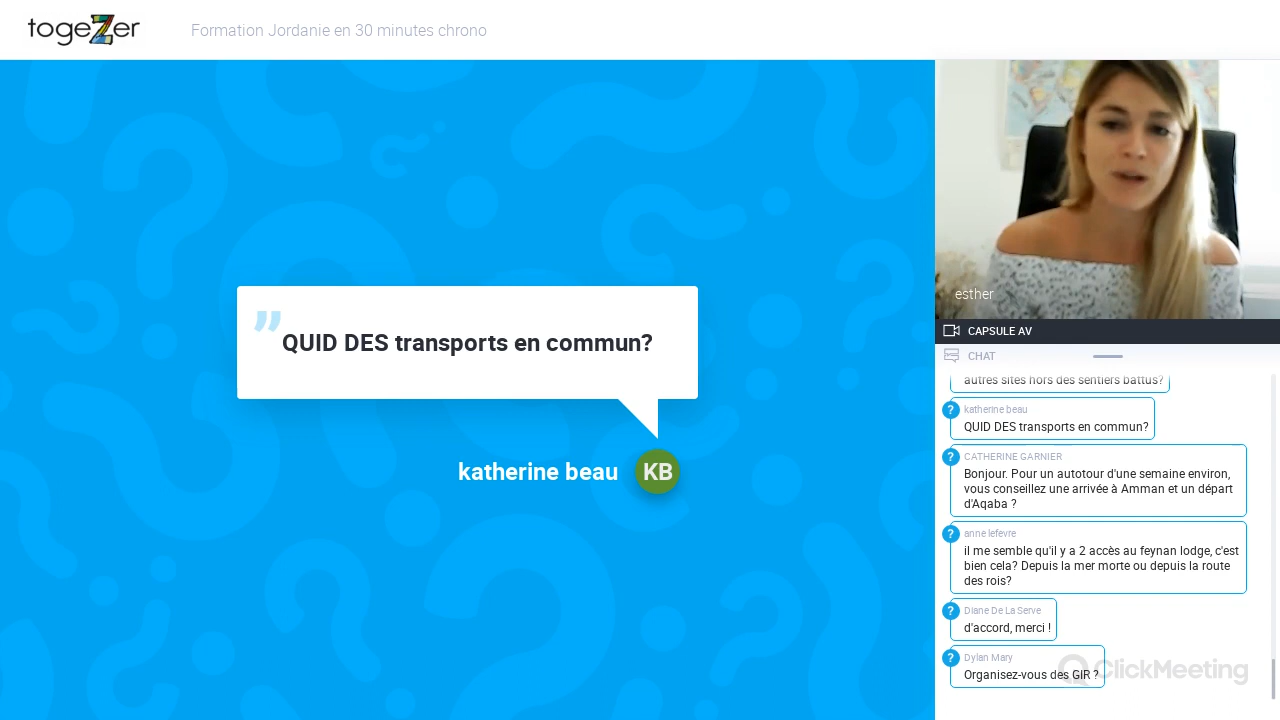 togeZer
Formation Jordanie en 30 minutes chrono
QUID DES transports en commun?
katherine beau
KB
esther
CAPSULE AV
CHAT
autres sites hors des sentiers battus?
?
katherine beau
QUID DES transports en commun?
?
CATHERINE GARNIER
Bonjour. Pour un autotour d'une semaine environ,
vous conseillez une arrivée à Amman et un départ
d'Aqaba ?
?
anne lefevre
il me semble qu'il y a 2 accès au feynan lodge, c'est
bien cela? Depuis la mer morte ou depuis la route
des rois?
?
Diane De La Serve
d'accord, merci !
?
Dylan Mary
Organisez-vous des GIR ?
ClickMeeting